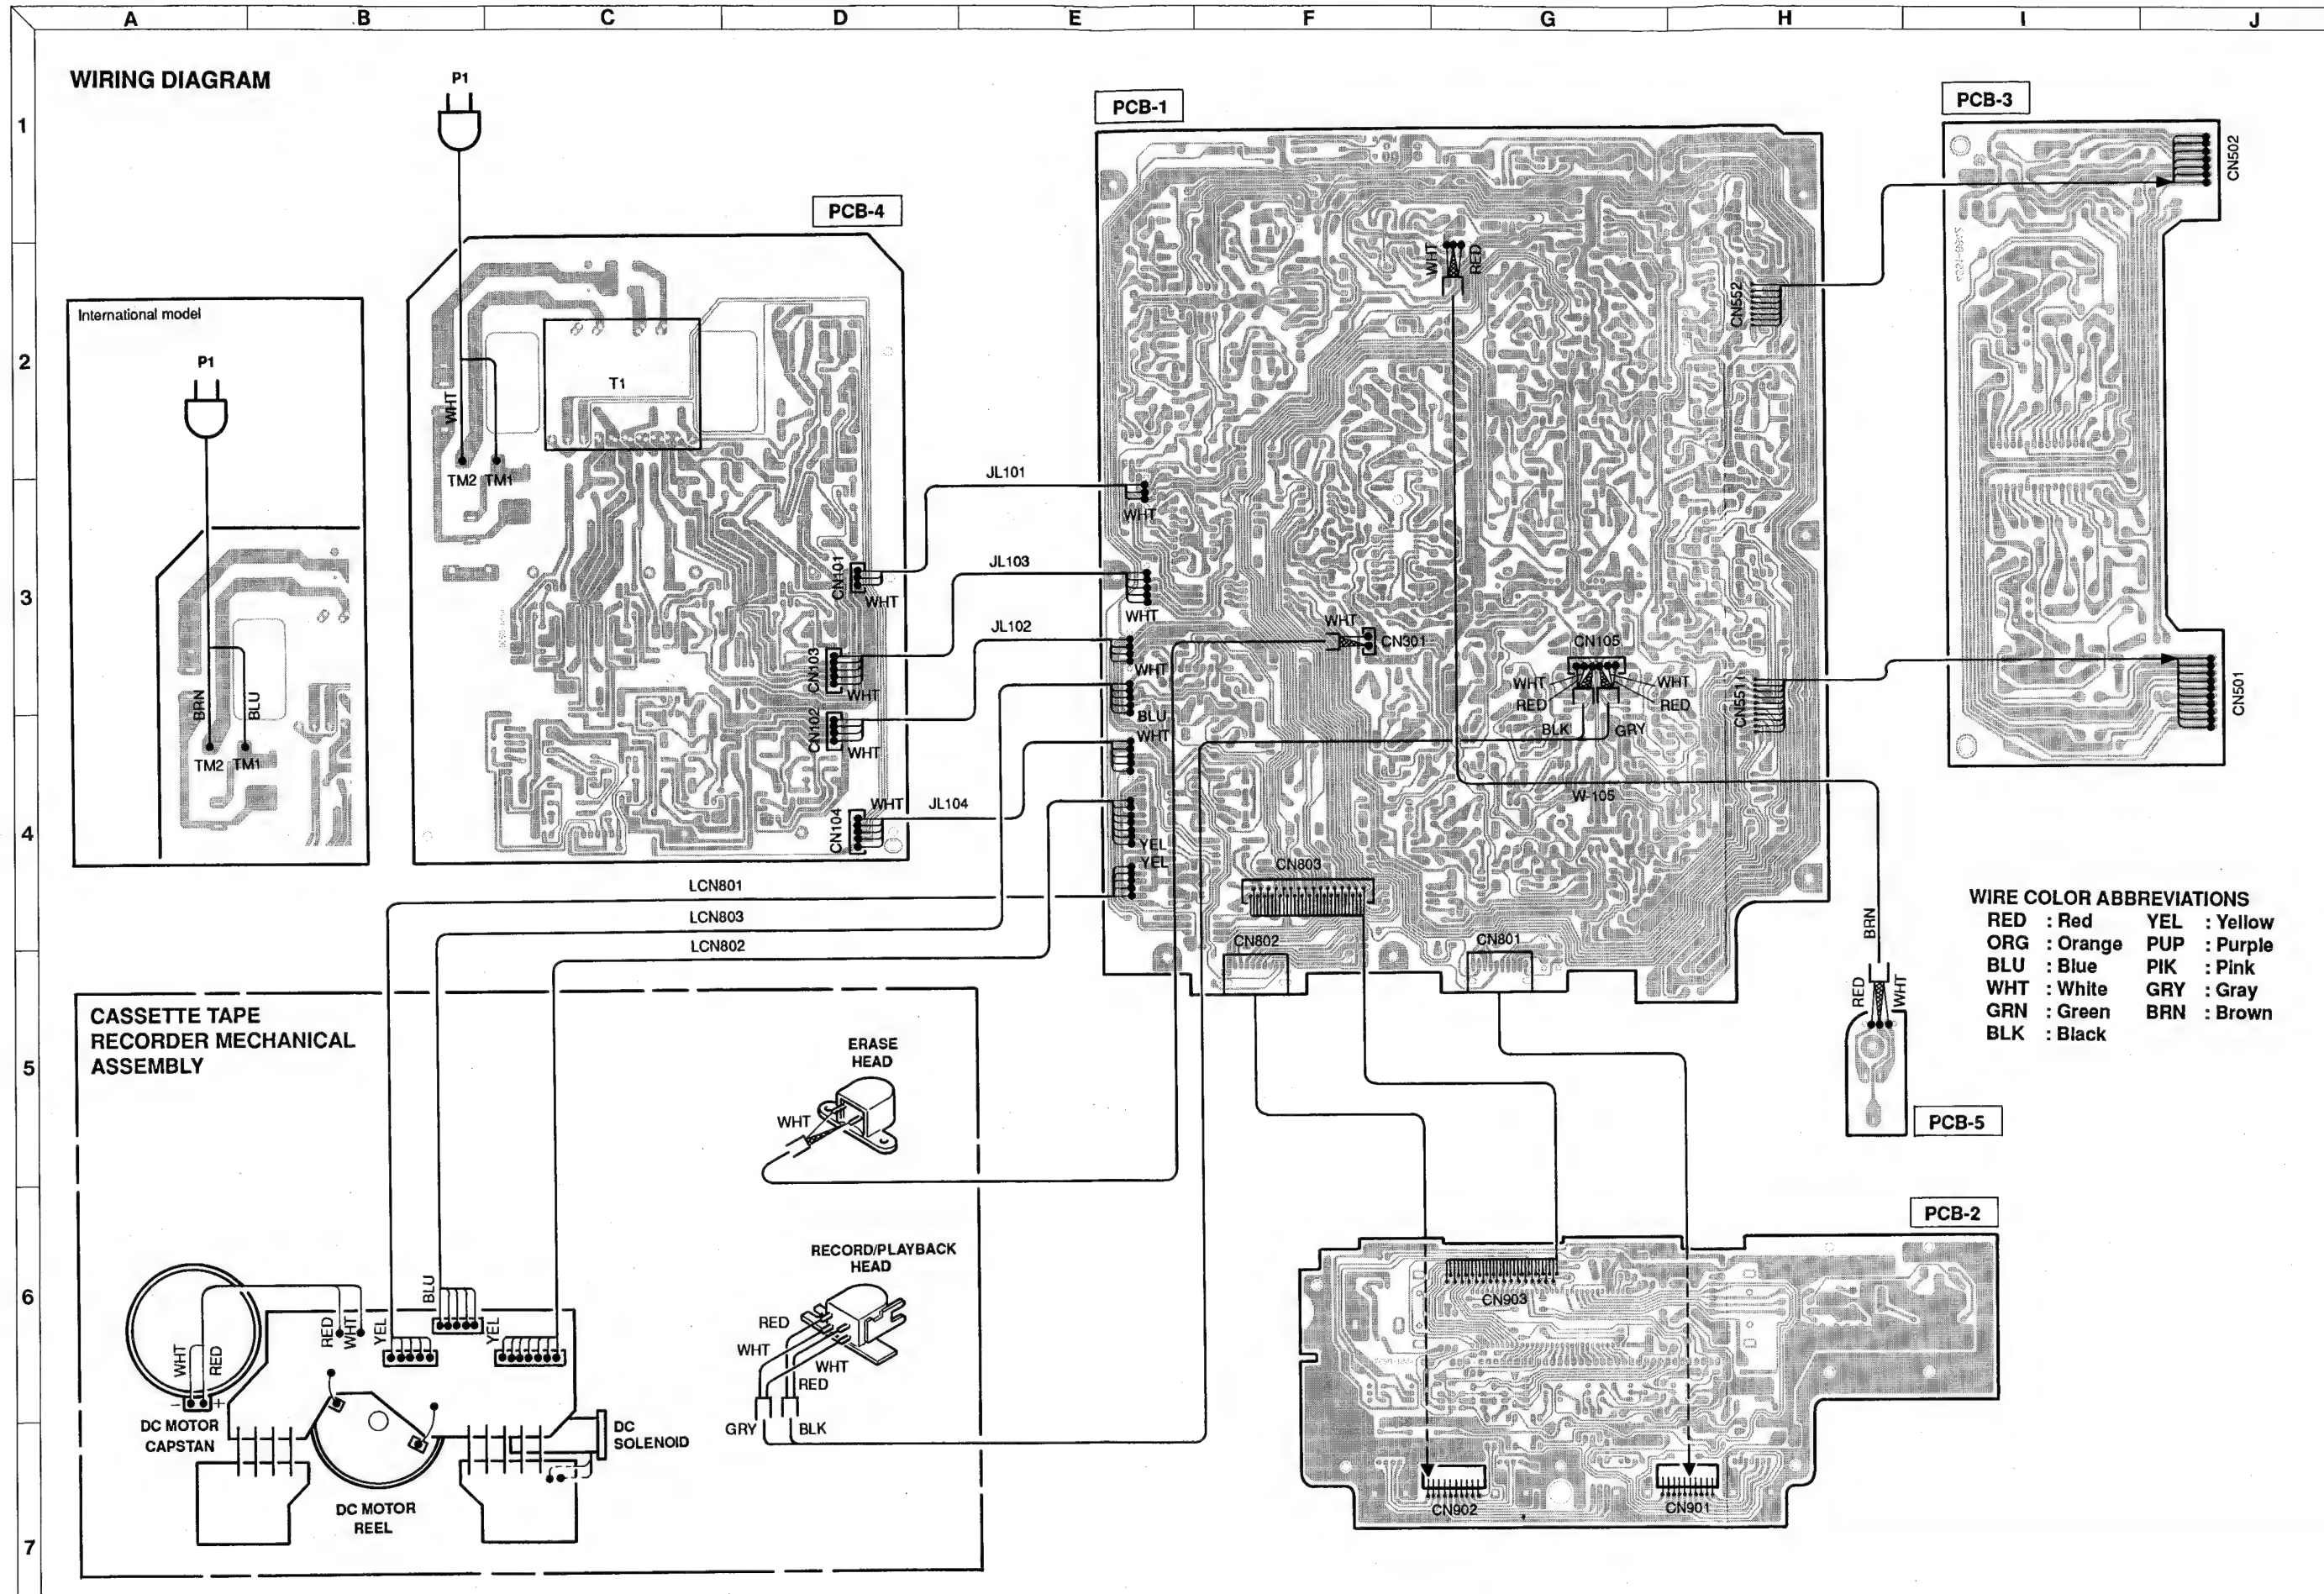 A B C D E F G H I J
1
2
3
4
5
6
7
WIRING DIAGRAM
P1
PCB-4
WHT
T1
TM2 TM1
CN101
WHT
CN103
WHT
CN102
WHT
CN104
WHT
International model
P1
BRN
BLU
TM2 TM1
JL101
JL103
JL102
JL104
LCN801
LCN803
LCN802
PCB-1
WHT
RED
CN552
WHT
WHT
WHT
BLU
WHT
YEL
YEL
WHT
CN301
CN105
WHT
WHT
RED
RED
BLK
GRY
CN551
W-105
CN803
CN802
CN801
PCB-3
CN502
CN501
WIRE COLOR ABBREVIATIONS
RED : Red YEL : Yellow
ORG : Orange PUP : Purple
BLU : Blue PIK : Pink
WHT : White GRY : Gray
GRN : Green BRN : Brown
BLK : Black
BRN
RED
WHT
PCB-5
CASSETTE TAPE
RECORDER MECHANICAL
ASSEMBLY
ERASE
HEAD
WHT
RECORD/PLAYBACK
HEAD
RED
WHT
WHT
RED
GRY
BLK
BLU
RED
WHT
YEL
YEL
WHT
RED
- +
DC MOTOR
CAPSTAN
DC
SOLENOID
DC MOTOR
REEL
PCB-2
CN903
CN902
CN901